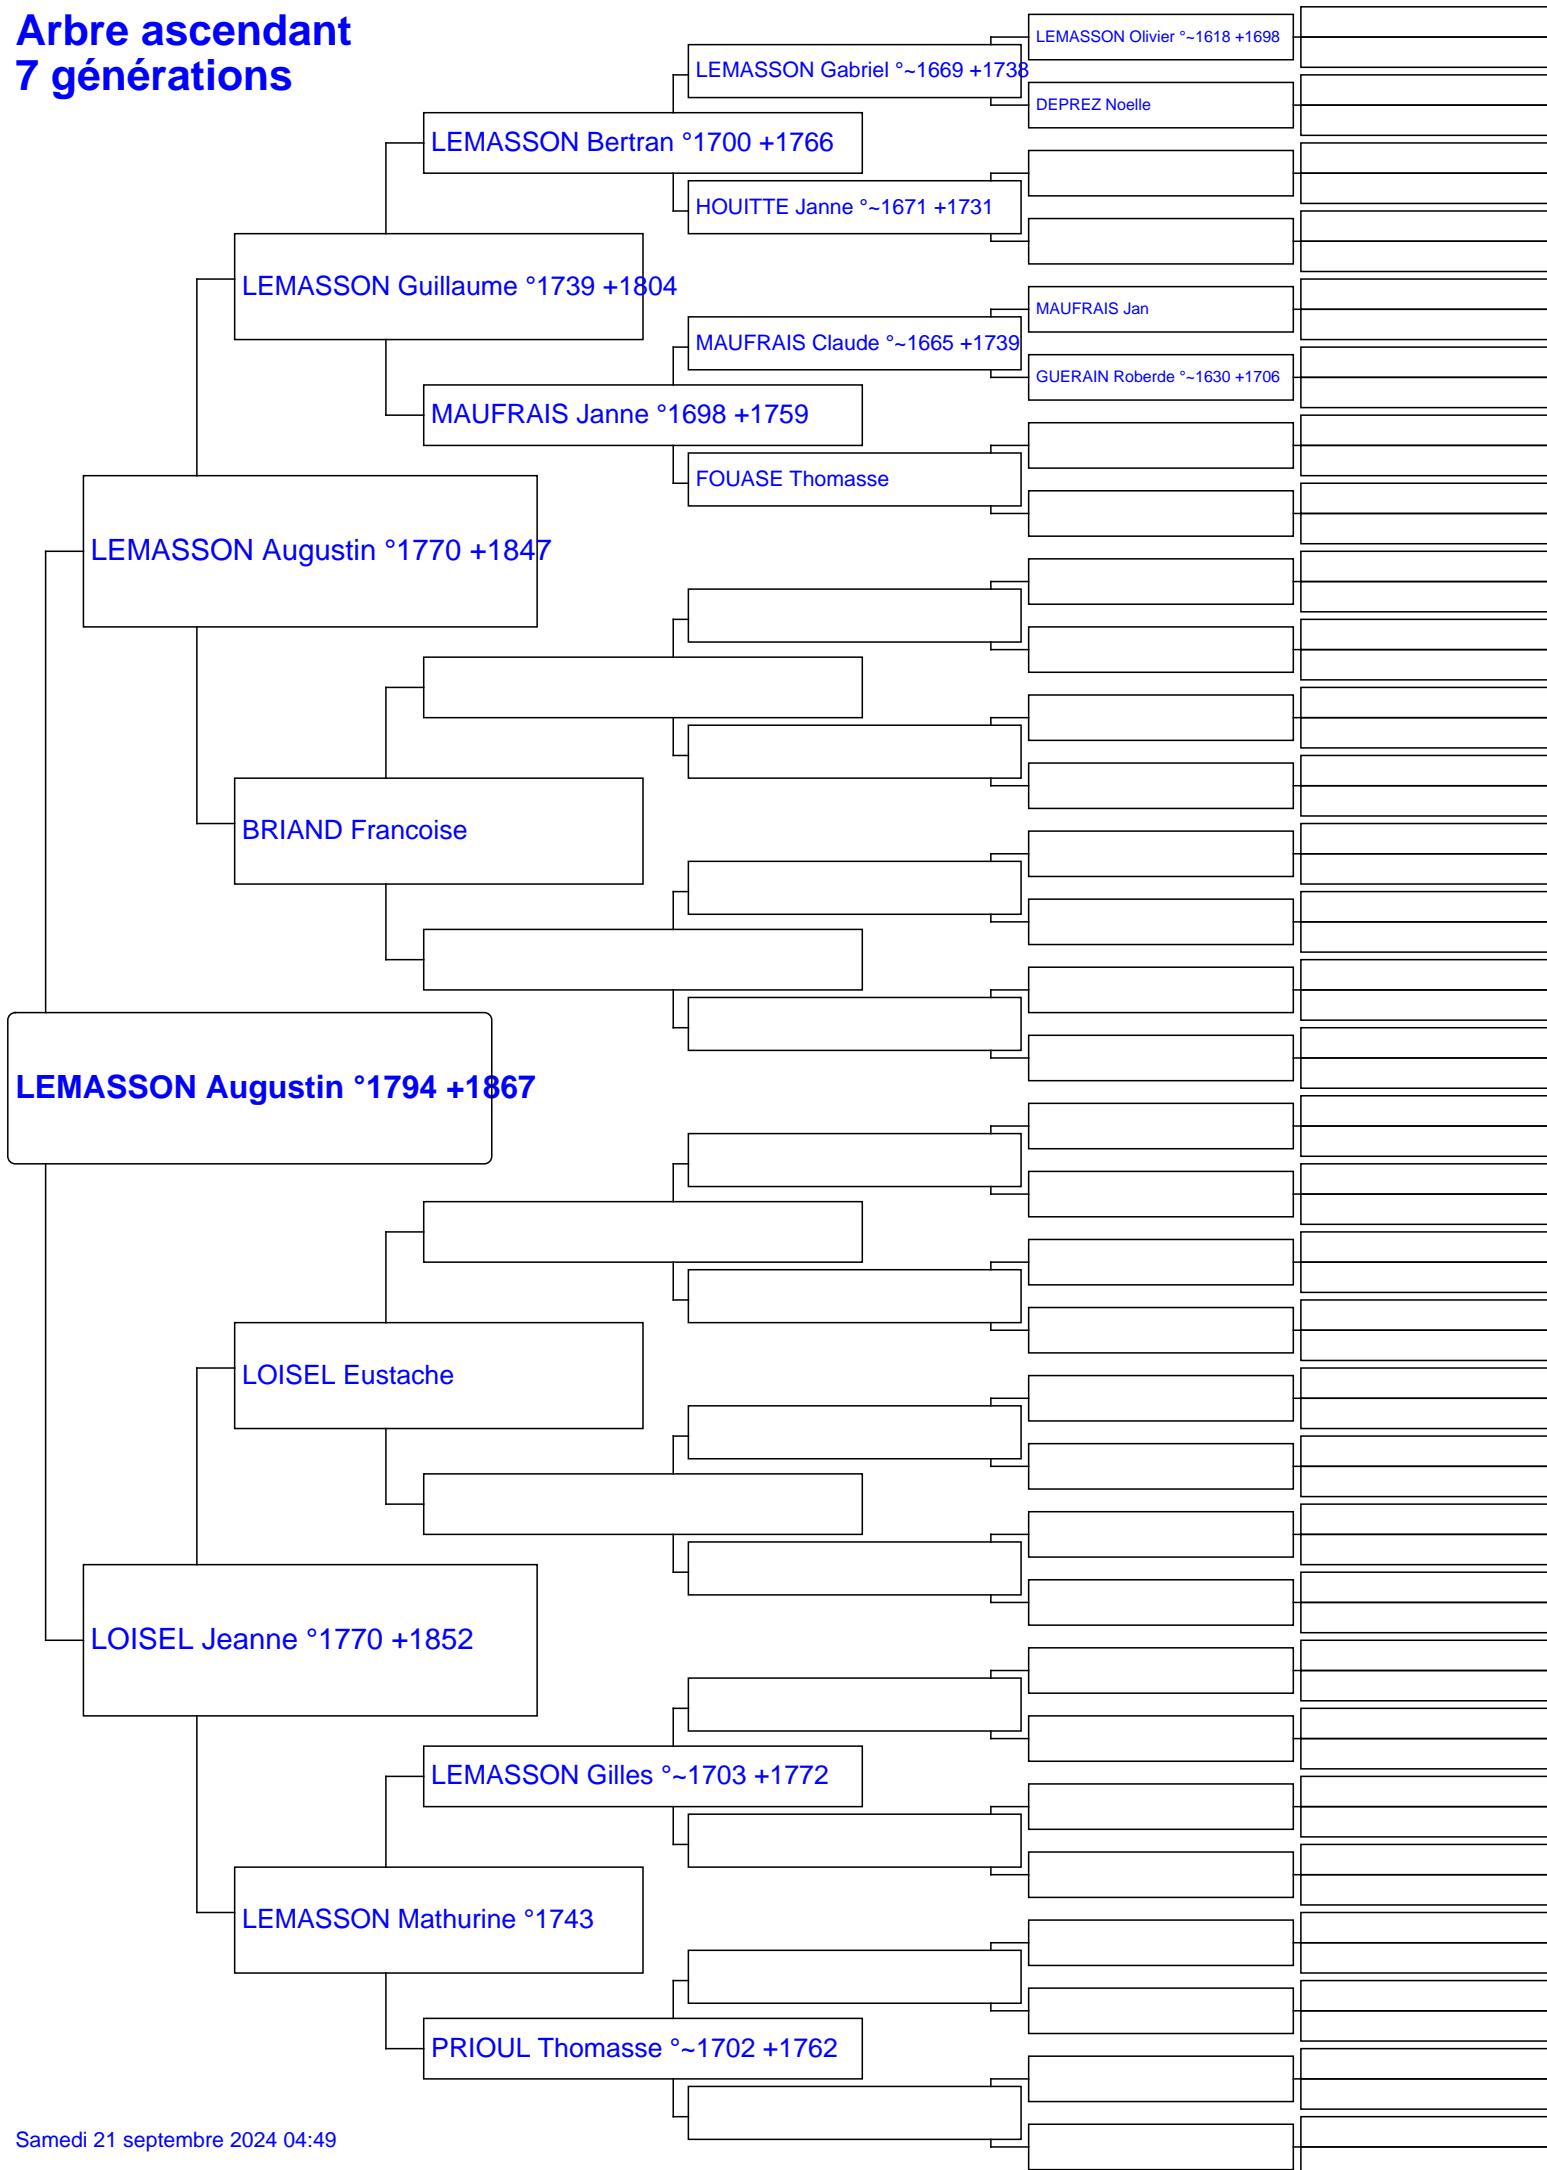 Arbre ascendant
7 générations
LEMASSON Olivier °~1618 +1698
LEMASSON Gabriel °~1669 +1738
DEPREZ Noelle
LEMASSON Bertran °1700 +1766
HOUITTE Janne °~1671 +1731
LEMASSON Guillaume °1739 +1804
MAUFRAIS Jan
MAUFRAIS Claude °~1665 +1739
GUERAIN Roberde °~1630 +1706
MAUFRAIS Janne °1698 +1759
FOUASE Thomasse
LEMASSON Augustin °1770 +1847
BRIAND Francoise
LEMASSON Augustin °1794 +1867
LOISEL Eustache
LOISEL Jeanne °1770 +1852
LEMASSON Gilles °~1703 +1772
LEMASSON Mathurine °1743
PRIOUL Thomasse °~1702 +1762
Samedi 21 septembre 2024 04:49